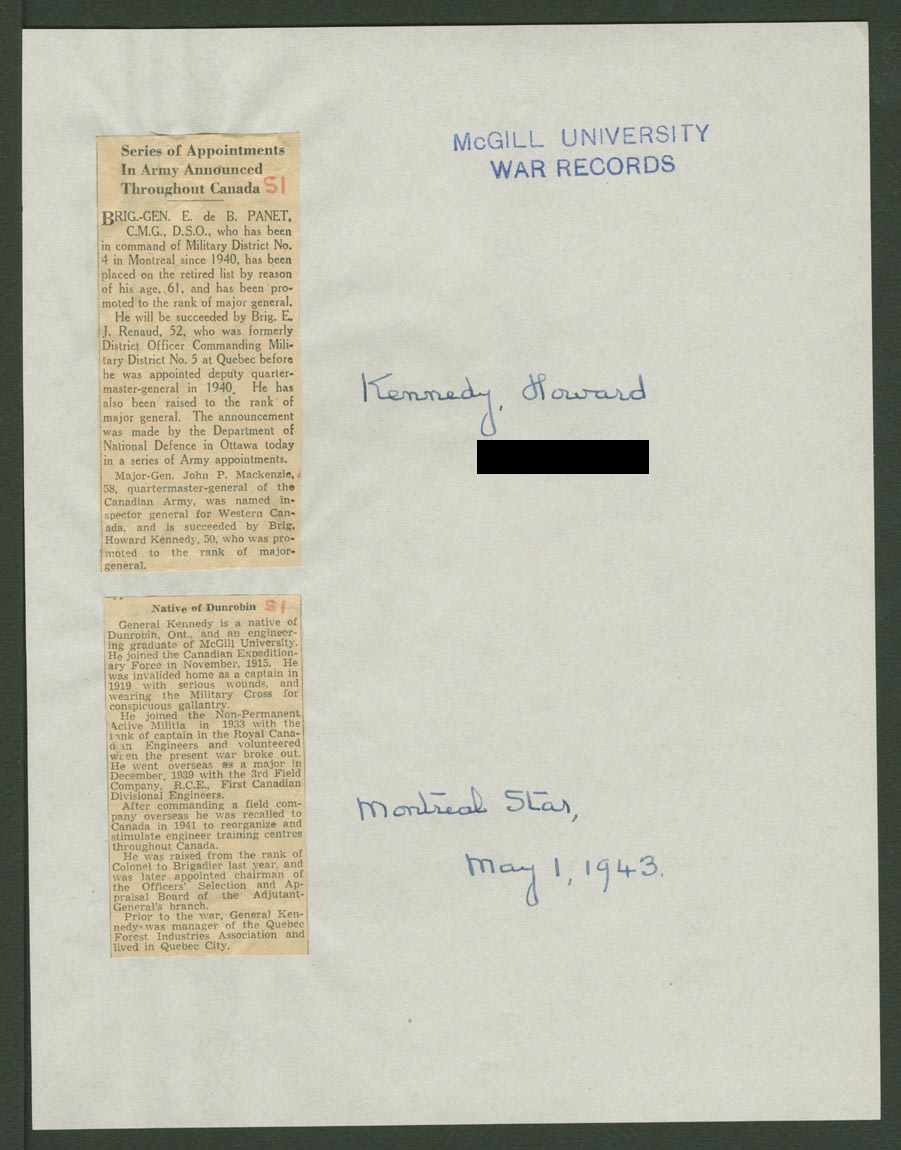 McGILL UNIVERSITY
WAR RECORDS
Series of Appointments
In Army Announced
Throughout Canada S1
BRIG.-GEN. E. de B. PANET,
C.M.G., D.S.O., who has been
in command of Military District No.
4 in Montreal since 1940, has been
placed on the retired list by reason
of his age, 61, and has been pro-
moted to the rank of major general.
He will be succeeded by Brig. E.
J. Renaud, 52, who was formerly
District Officer Commanding Mili-
tary District No. 5 at Quebec before
he was appointed deputy quarter-
master-general in 1940. He has
also been raised to the rank of
major general. The announcement
was made by the Department of
National Defence in Ottawa today
in a series of Army appointments.
Major-Gen. John P. Mackenzie,
58, quartermaster-general of the
Canadian Army, was named in-
spector general for Western Can-
ada, and is succeeded by Brig.
Howard Kennedy, 50, who was pro-
moted to the rank of major-
general.
Native of Dunrobin S1
General Kennedy is a native of
Dunrobin, Ont., and an engineer-
ing graduate of McGill University.
He joined the Canadian Expedition-
ary Force in November, 1915. He
was invalided home as a captain in
1919 with serious wounds, and
wearing the Military Cross for
conspicuous gallantry.
He joined the Non-Permanent
Active Militia in 1933 with the
rank of captain in the Royal Cana-
dian Engineers and volunteered
when the present war broke out.
He went overseas as a major in
December, 1939 with the 3rd Field
Company, R.C.E., First Canadian
Divisional Engineers.
After commanding a field com-
pany overseas he was recalled to
Canada in 1941 to reorganize and
stimulate engineer training centres
throughout Canada.
He was raised from the rank of
Colonel to Brigadier last year, and
was later appointed chairman of
the Officers' Selection and Ap-
praisal Board of the Adjutant-
General's branch.
Prior to the war, General Ken-
nedy was manager of the Quebec
Forest Industries Association and
lived in Quebec City.
Kennedy, Howard
Montreal Star,
May 1, 1943.